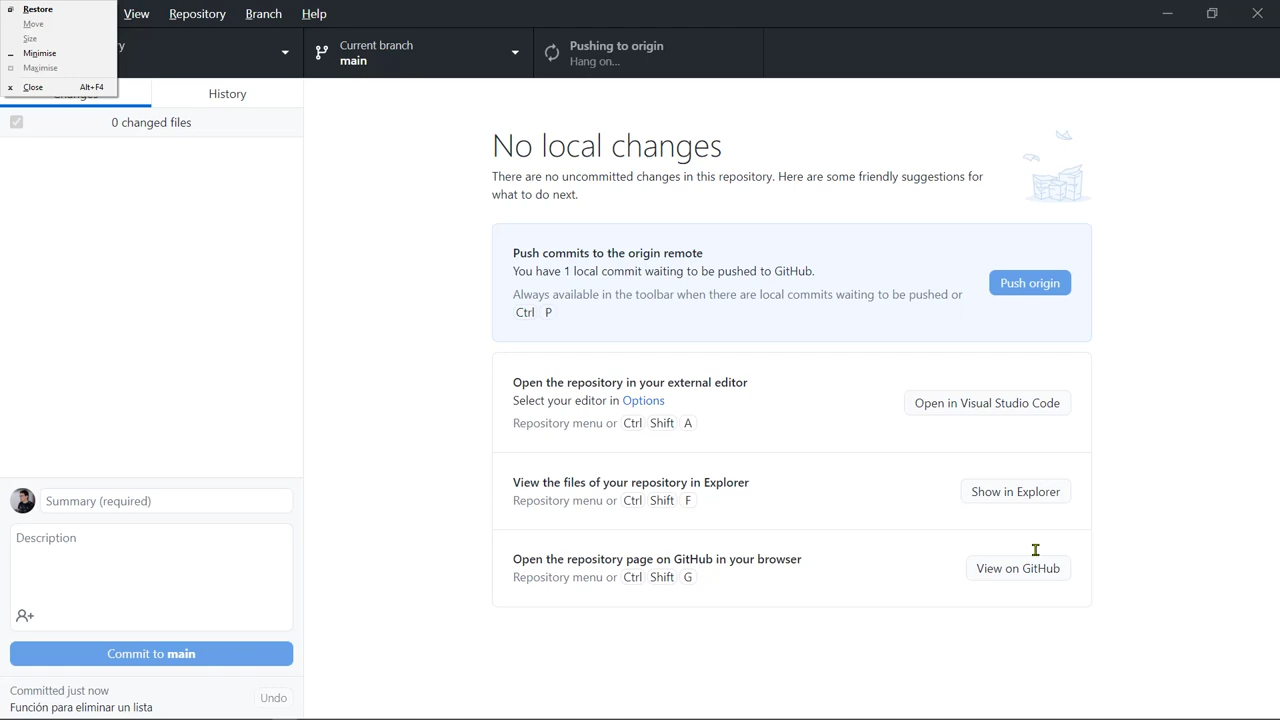 Restore
Move
Size
Minimise
Maximise
Close Alt+F4
View Repository Branch Help
Current branch
main
Pushing to origin
Hang on...
History
0 changed files
No local changes
There are no uncommitted changes in this repository. Here are some friendly suggestions for
what to do next.
Push commits to the origin remote
You have 1 local commit waiting to be pushed to GitHub.
Always available in the toolbar when there are local commits waiting to be pushed or
Ctrl P
Push origin
Open the repository in your external editor
Select your editor in Options
Repository menu or Ctrl Shift A
Open in Visual Studio Code
View the files of your repository in Explorer
Repository menu or Ctrl Shift F
Show in Explorer
Open the repository page on GitHub in your browser
Repository menu or Ctrl Shift G
View on GitHub
Summary (required)
Description
Commit to main
Committed just now
Función para eliminar un lista
Undo